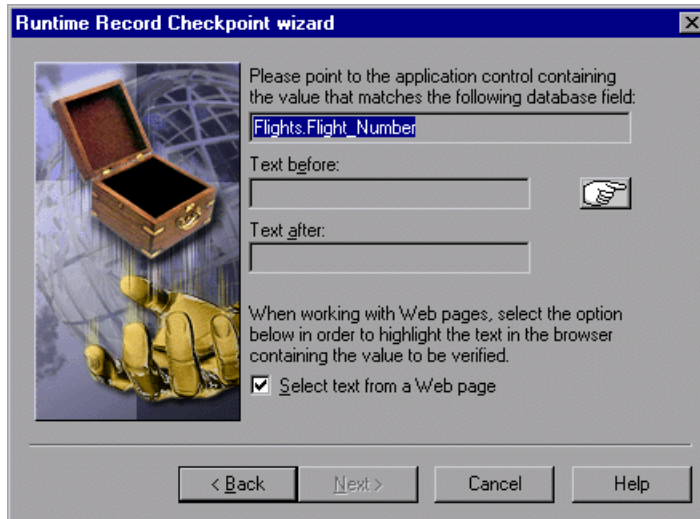 Runtime Record Checkpoint wizard
Please point to the application control containing
the value that matches the following database field:
Flights.Flight_Number
Text before:
Text after:
When working with Web pages, select the option
below in order to highlight the text in the browser
containing the value to be verified.
Select text from a Web page
< Back
Next >
Cancel
Help